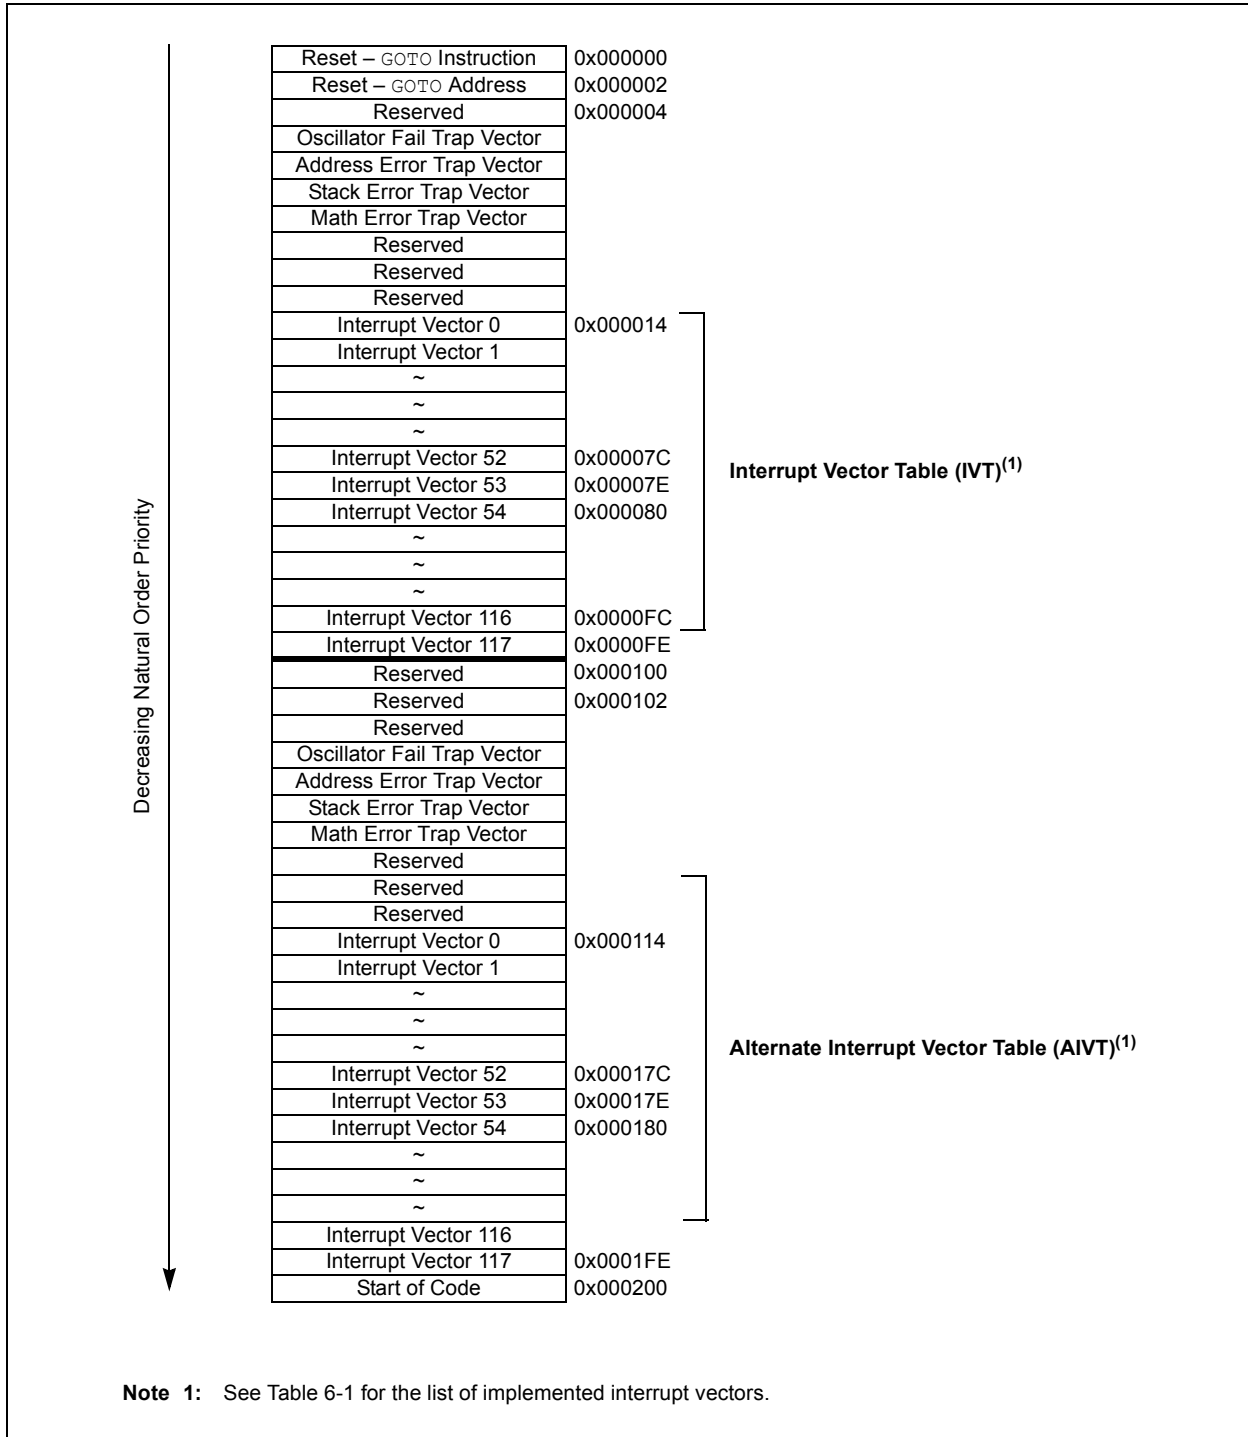 Reset – GOTO Instruction 0x000000
Reset – GOTO Address 0x000002
Reserved 0x000004
Oscillator Fail Trap Vector
Address Error Trap Vector
Stack Error Trap Vector
Math Error Trap Vector
Reserved
Reserved
Reserved
Interrupt Vector 0 0x000014
Interrupt Vector 1
~
~
~
Interrupt Vector 52 0x00007C
Interrupt Vector Table (IVT)(1)
Interrupt Vector 53 0x00007E
Interrupt Vector 54 0x000080
~
~
~
Interrupt Vector 116 0x0000FC
Interrupt Vector 117 0x0000FE
Decreasing Natural Order Priority
Reserved 0x000100
Reserved 0x000102
Reserved
Oscillator Fail Trap Vector
Address Error Trap Vector
Stack Error Trap Vector
Math Error Trap Vector
Reserved
Reserved
Reserved
Interrupt Vector 0 0x000114
Interrupt Vector 1
~
~
~
Alternate Interrupt Vector Table (AIVT)(1)
Interrupt Vector 52 0x00017C
Interrupt Vector 53 0x00017E
Interrupt Vector 54 0x000180
~
~
~
Interrupt Vector 116
Interrupt Vector 117 0x0001FE
Start of Code 0x000200
Note 1: See Table 6-1 for the list of implemented interrupt vectors.